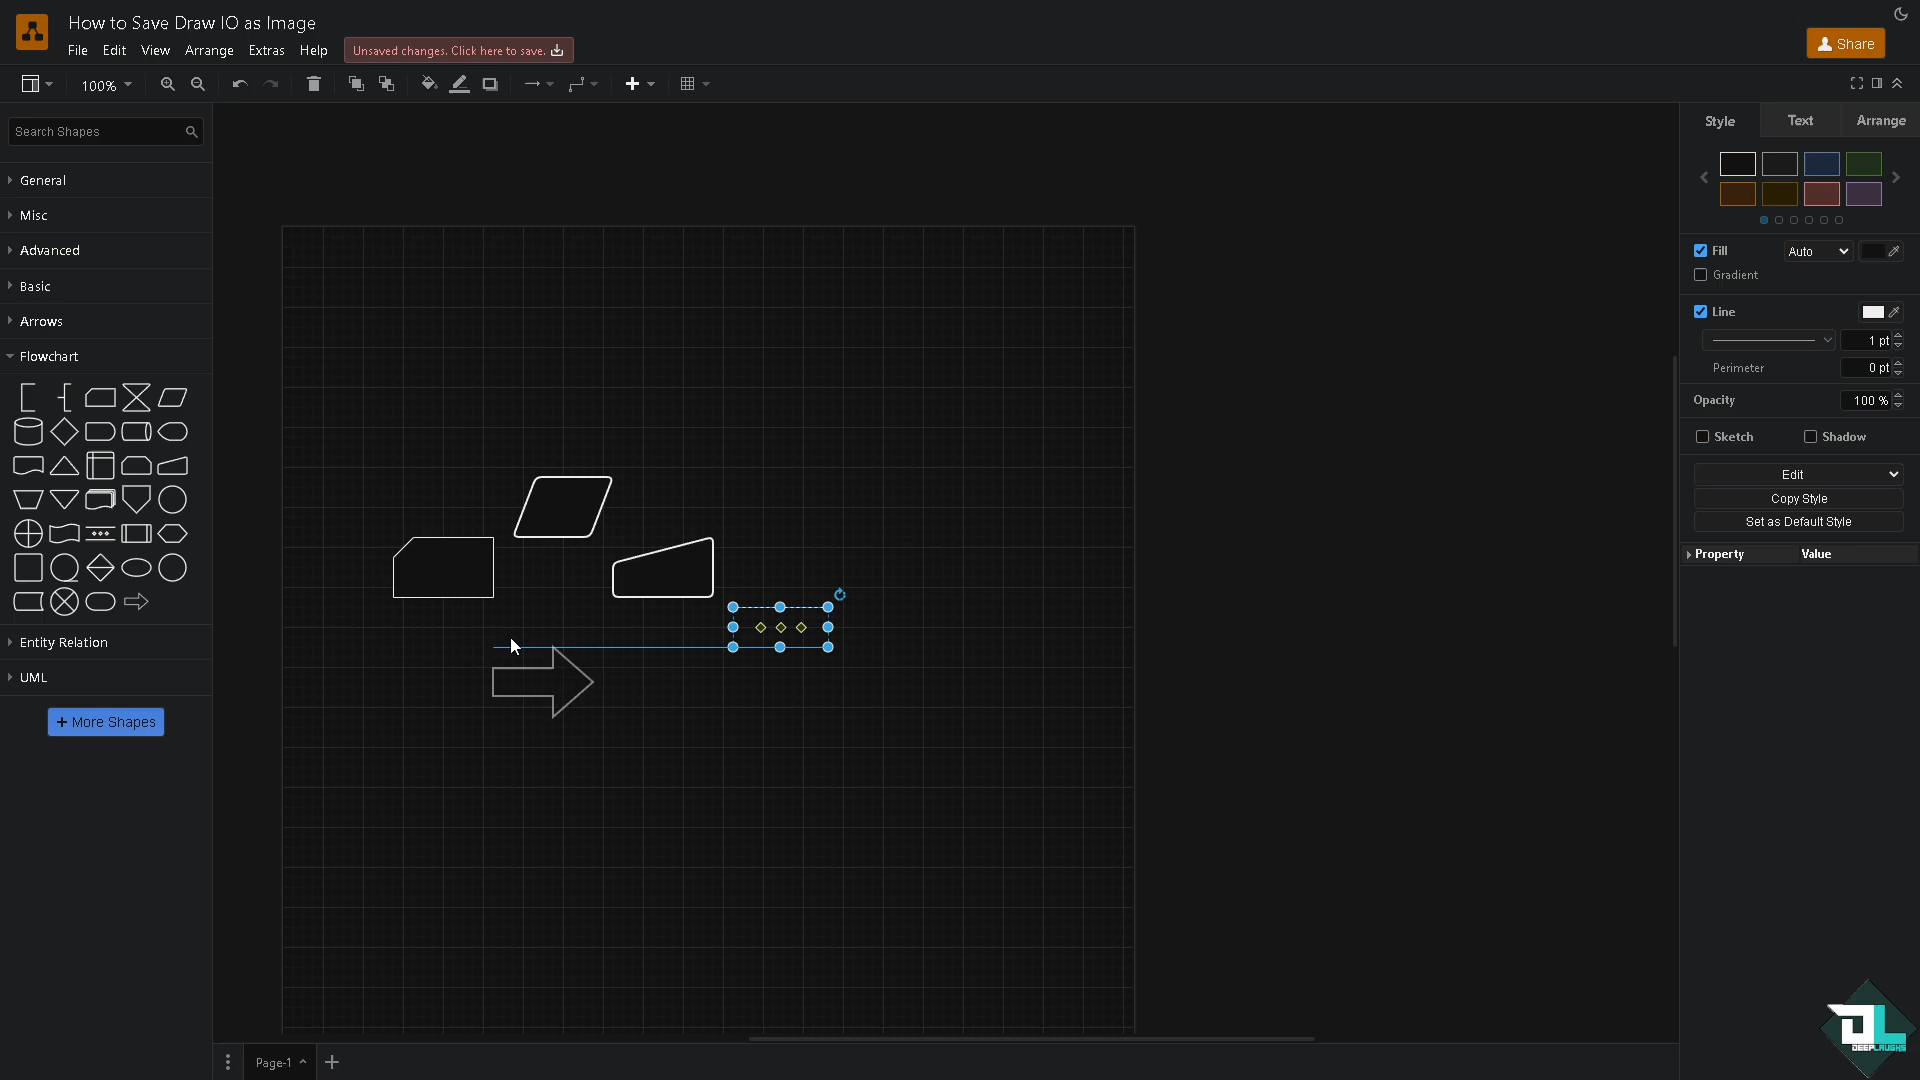 How to Save Draw IO as Image
File Edit View Arrange Extras Help
Unsaved changes. Click here to save.
Share
100%
Search Shapes
General
Misc
Advanced
Basic
Arrows
Flowchart
Entity Relation
UML
+ More Shapes
Style Text Arrange
Fill Auto
Gradient
Line
1 pt
Perimeter 0 pt
Opacity 100 %
Sketch Shadow
Edit
Copy Style
Set as Default Style
Property Value
Page-1
DL
DEEPLAUGHS